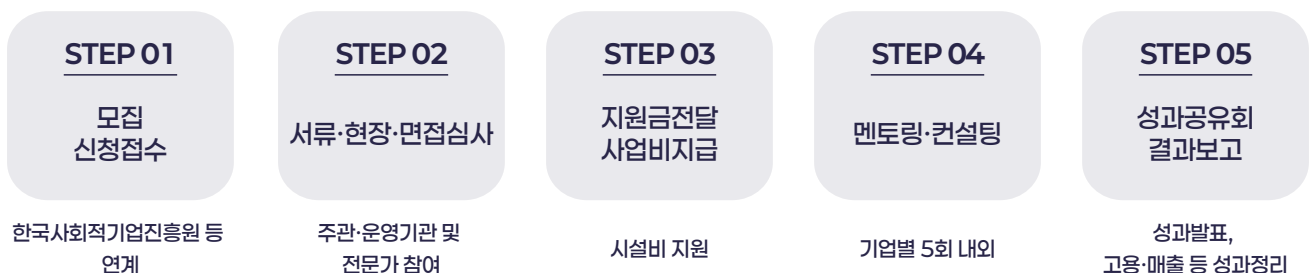 STEP 01
모집
신청접수
한국사회적기업진흥원 등
연계
STEP 02
서류·현장·면접심사
주관·운영기관 및
전문가 참여
STEP 03
지원금전달
사업비지급
시설비 지원
STEP 04
멘토링·컨설팅
기업별 5회 내외
STEP 05
성과공유회
결과보고
성과발표,
고용·매출 등 성과정리